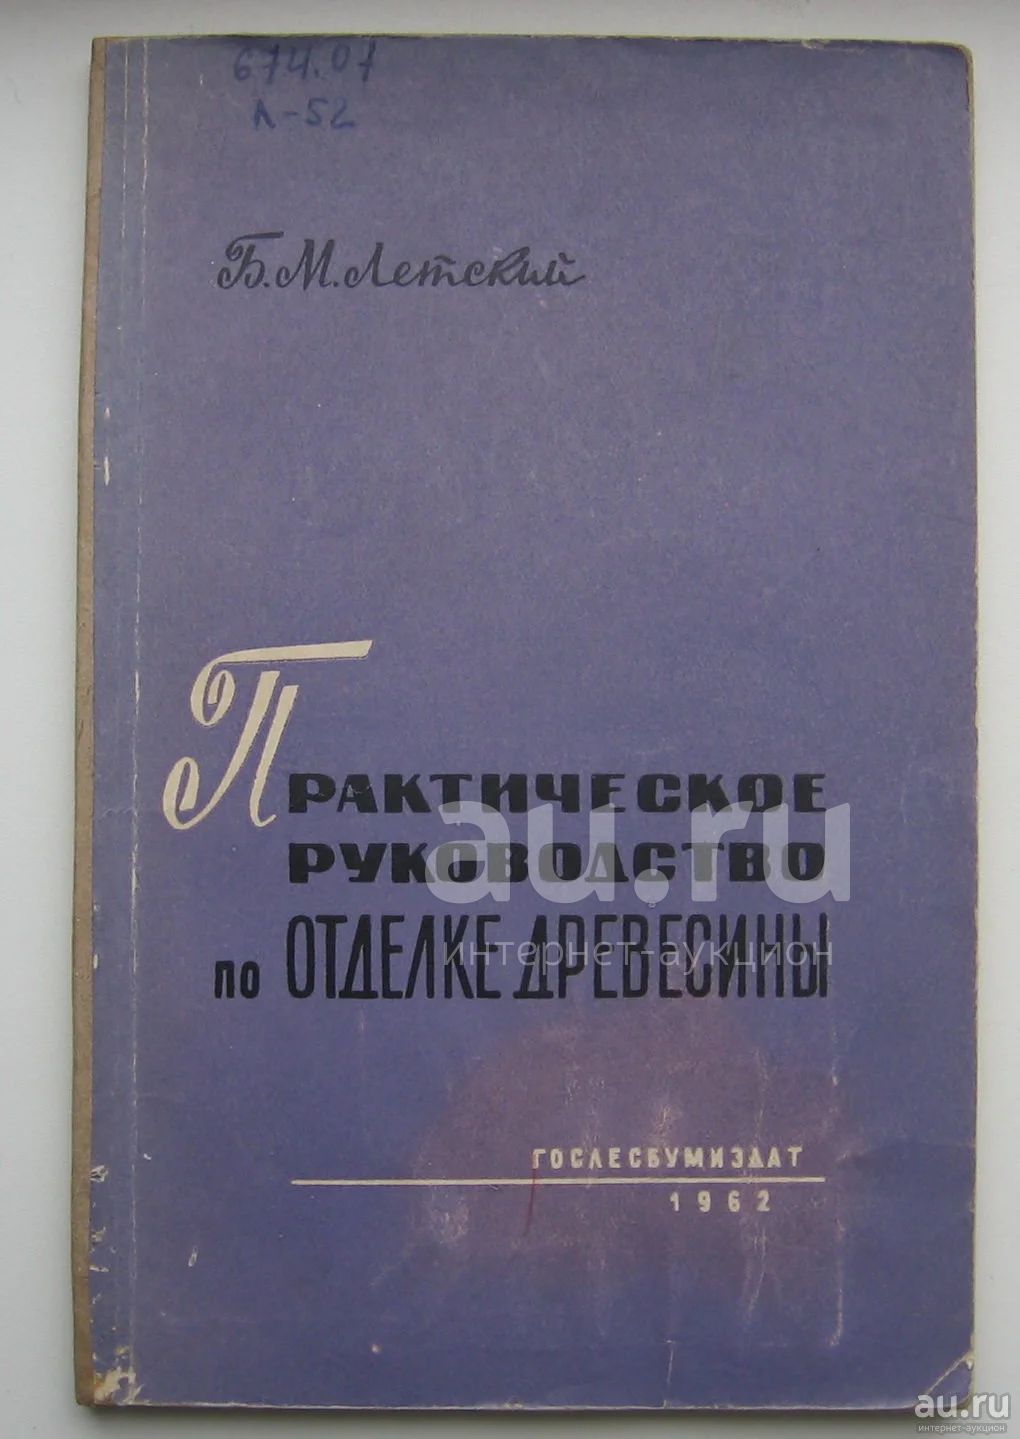 674.07
Л-52
Б.М.Летский
ПРАКТИЧЕСКОЕ
РУКОВОДСТВО
по ОТДЕЛКЕ ДРЕВЕСИНЫ
au.ru
интернет-аукцион
ГОСЛЕСБУМИЗДАТ
1962
au.ru
интернет-аукцион